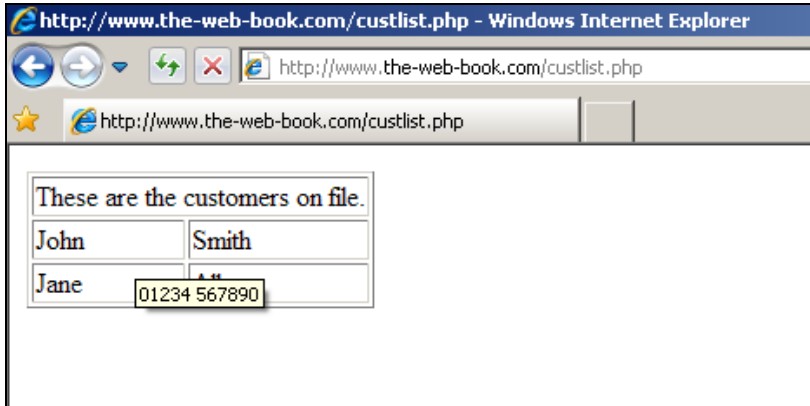 http://www.the-web-book.com/custlist.php - Windows Internet Explorer
http://www.the-web-book.com/custlist.php
http://www.the-web-book.com/custlist.php
These are the customers on file.
John Smith
Jane
01234 567890